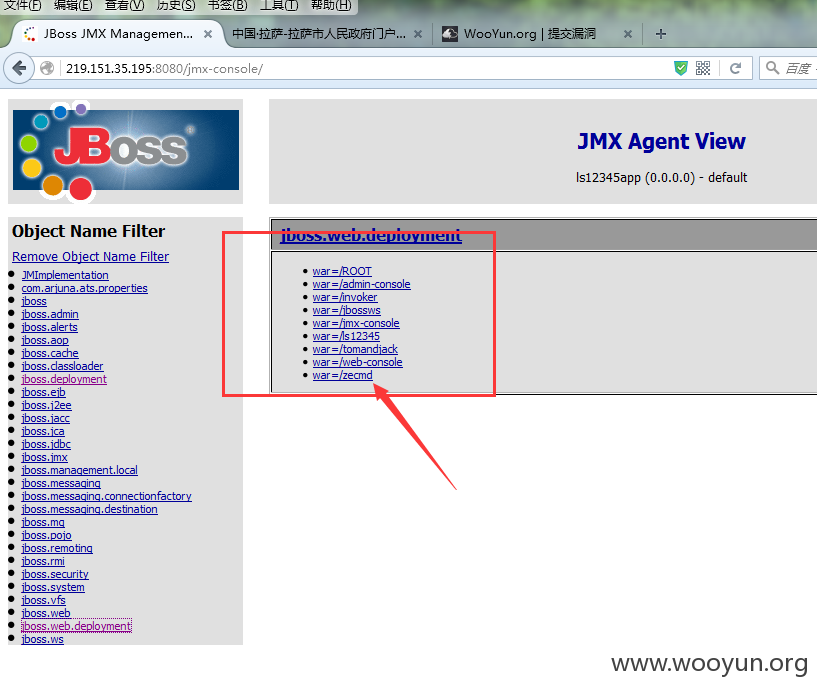 文件(F) 编辑(E) 查看(V) 历史(S) 书签(B) 工具(T) 帮助(H)
JBoss JMX Managemen... × 中国·拉萨-拉萨市人民政府门户... × WooYun.org | 提交漏洞 × +
219.151.35.195:8080/jmx-console/ 百度
JBoss
JMX Agent View
ls12345app (0.0.0.0) - default
Object Name Filter
Remove Object Name Filter
JMImplementation
com.arjuna.ats.properties
jboss
jboss.admin
jboss.alerts
jboss.aop
jboss.cache
jboss.classloader
jboss.deployment
jboss.ejb
jboss.j2ee
jboss.jacc
jboss.jca
jboss.jdbc
jboss.jmx
jboss.management.local
jboss.messaging
jboss.messaging.connectionfactory
jboss.messaging.destination
jboss.mq
jboss.pojo
jboss.remoting
jboss.rmi
jboss.security
jboss.system
jboss.vfs
jboss.web
jboss.web.deployment
jboss.ws
jboss.web.deployment
war=/ROOT
war=/admin-console
war=/invoker
war=/jbossws
war=/jmx-console
war=/ls12345
war=/tomandjack
war=/web-console
war=/zecmd
www.wooyun.org